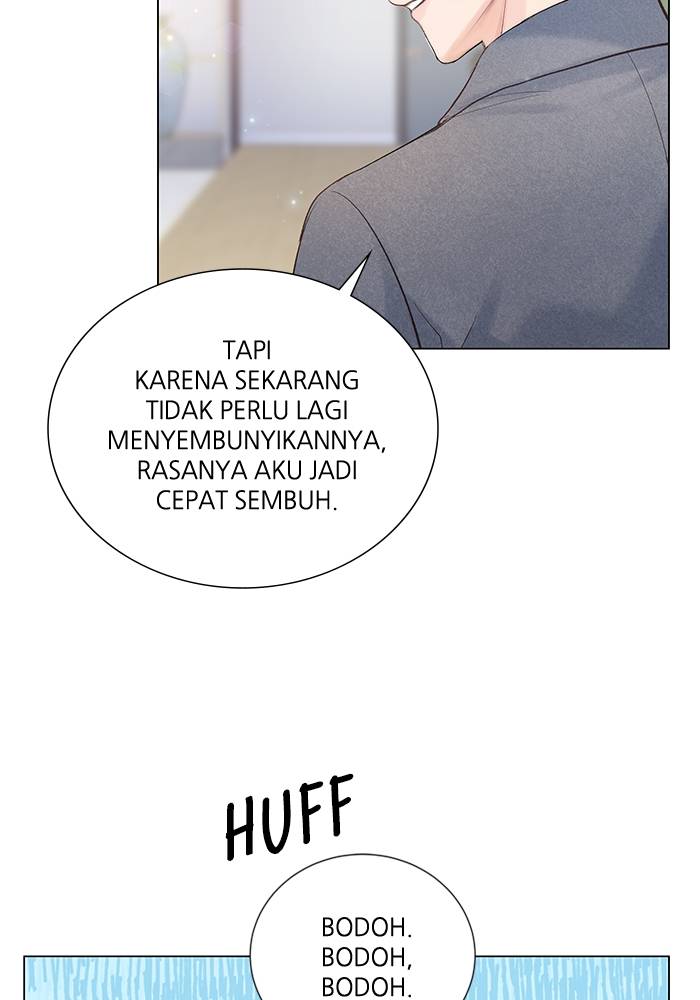 TAPI
KARENA SEKARANG
TIDAK PERLU LAGI
MENYEMBUNYIKANNYA,
RASANYA AKU JADI
CEPAT SEMBUH.
HUFF
BODOH.
BODOH,
BODOH.